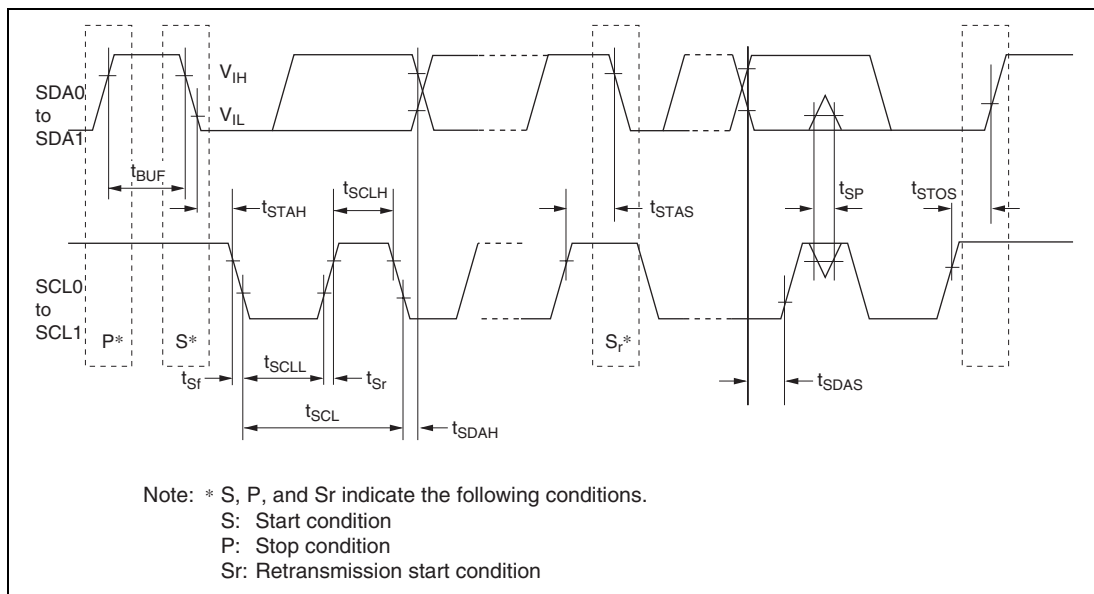 SDA0
to
SDA1
V_IH
V_IL
t_BUF
t_STAH
t_SCLH
t_STAS
t_SP
t_STOS
SCL0
to
SCL1
P*
S*
S_r*
t_Sf
t_SCLL
t_Sr
t_SDAS
t_SCL
t_SDAH
Note: * S, P, and Sr indicate the following conditions.
S: Start condition
P: Stop condition
Sr: Retransmission start condition